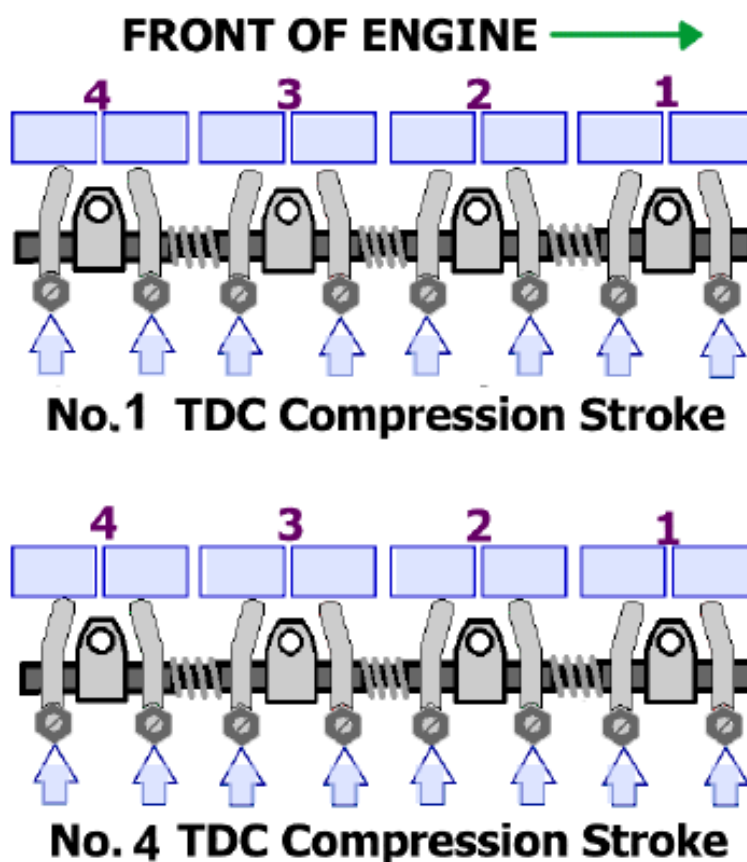 FRONT OF ENGINE
4 3 2 1
No.1 TDC Compression Stroke
4 3 2 1
No. 4 TDC Compression Stroke